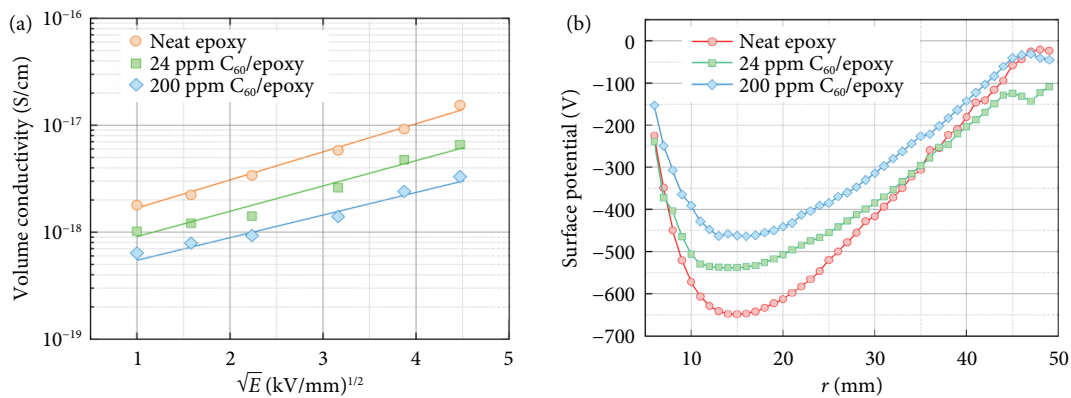 (a)
Volume conductivity (S/cm)
10⁻¹⁶
10⁻¹⁷
10⁻¹⁸
10⁻¹⁹
Neat epoxy
24 ppm C₆₀/epoxy
200 ppm C₆₀/epoxy
1 2 3 4 5
√E (kV/mm)¹/²
(b)
Surface potential (V)
0
−100
−200
−300
−400
−500
−600
−700
Neat epoxy
24 ppm C₆₀/epoxy
200 ppm C₆₀/epoxy
10 20 30 40 50
r (mm)